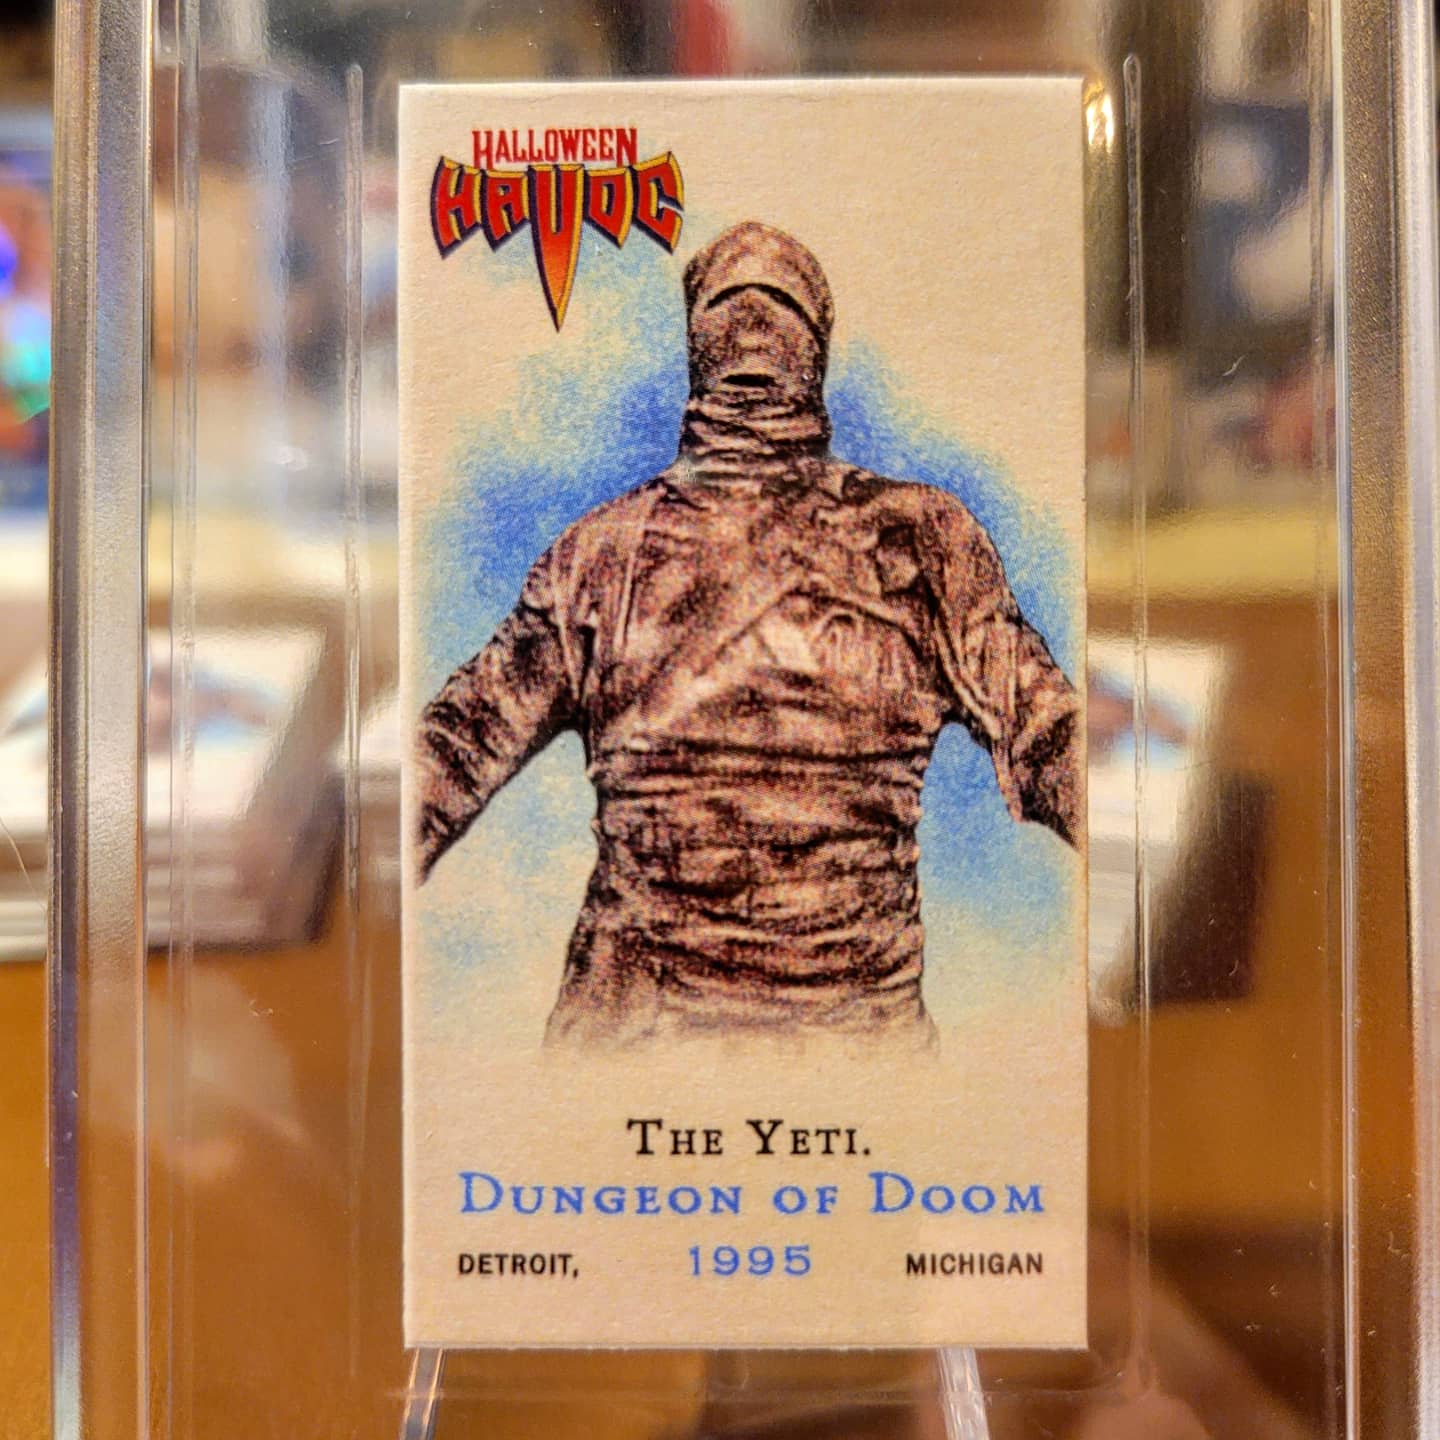 HALLOWEEN
HAVOC
THE YETI.
DUNGEON OF DOOM
DETROIT, 1995 MICHIGAN